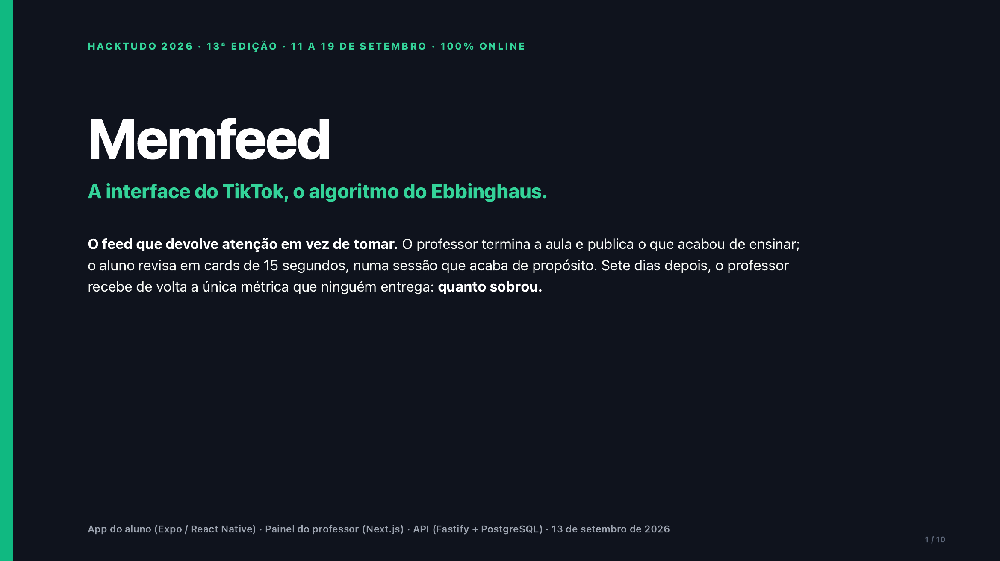 HACKTUDO 2026 · 13ª EDIÇÃO · 11 A 19 DE SETEMBRO · 100% ONLINE
Memfeed
A interface do TikTok, o algoritmo do Ebbinghaus.
O feed que devolve atenção em vez de tomar. O professor termina a aula e publica o que acabou de ensinar;
o aluno revisa em cards de 15 segundos, numa sessão que acaba de propósito. Sete dias depois, o professor
recebe de volta a única métrica que ninguém entrega: quanto sobrou.
App do aluno (Expo / React Native) · Painel do professor (Next.js) · API (Fastify + PostgreSQL) · 13 de setembro de 2026
1 / 10